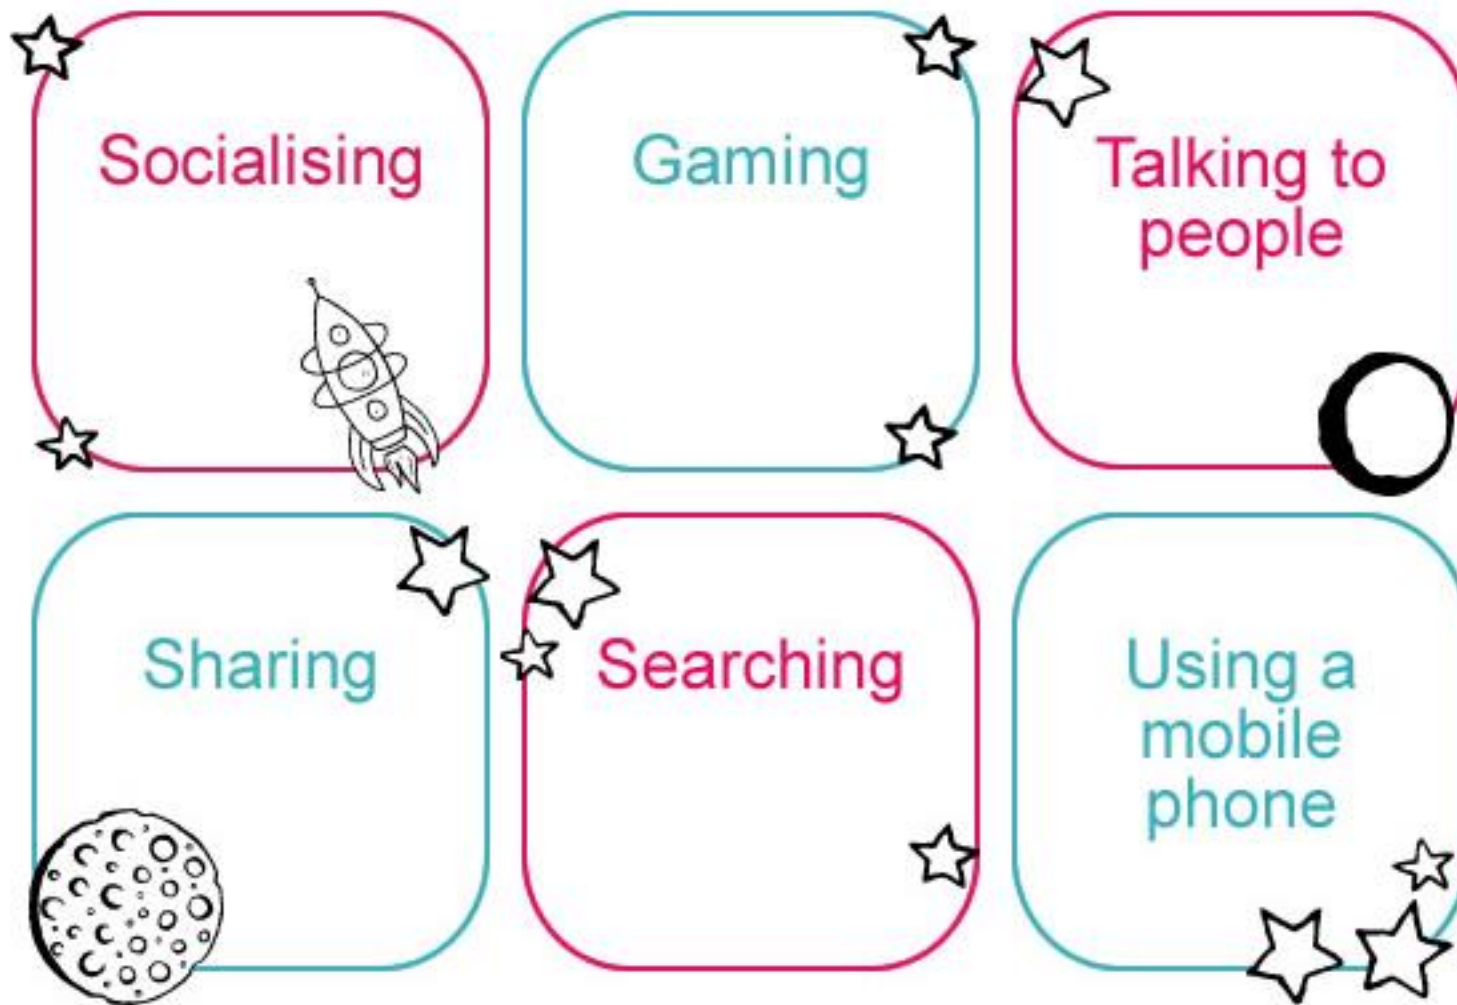 Socialising
Gaming
Talking to
people
Sharing
Searching
Using a
mobile
phone